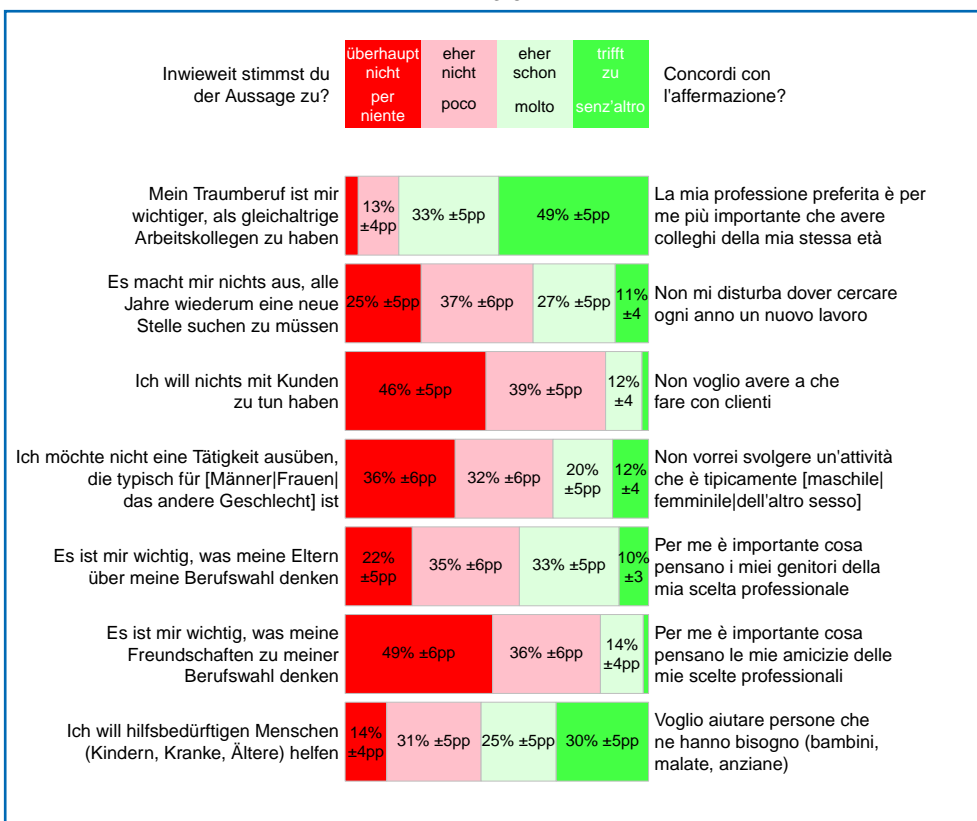 Inwieweit stimmst du
der Aussage zu?
überhaupt
nicht
per
niente
eher
nicht
poco
eher
schon
molto
trifft
zu
senz'altro
Concordi con
l'affermazione?
Mein Traumberuf ist mir
wichtiger, als gleichaltrige
Arbeitskollegen zu haben
13%
±4pp
33% ±5pp
49% ±5pp
La mia professione preferita è per
me più importante che avere
colleghi della mia stessa età
Es macht mir nichts aus, alle
Jahre wiederum eine neue
Stelle suchen zu müssen
25% ±5pp
37% ±6pp
27% ±5pp
11%
±4
Non mi disturba dover cercare
ogni anno un nuovo lavoro
Ich will nichts mit Kunden
zu tun haben
46% ±5pp
39% ±5pp
12%
±4
Non voglio avere a che
fare con clienti
Ich möchte nicht eine Tätigkeit ausüben,
die typisch für [Männer|Frauen|
das andere Geschlecht] ist
36% ±6pp
32% ±6pp
20%
±5pp
12%
±4
Non vorrei svolgere un'attività
che è tipicamente [maschile|
femminile|dell'altro sesso]
Es ist mir wichtig, was meine Eltern
über meine Berufswahl denken
22%
±5pp
35% ±6pp
33% ±5pp
10%
±3
Per me è importante cosa
pensano i miei genitori della
mia scelta professionale
Es ist mir wichtig, was meine
Freundschaften zu meiner
Berufswahl denken
49% ±6pp
36% ±6pp
14%
±4pp
Per me è importante cosa
pensano le mie amicizie delle
mie scelte professionali
Ich will hilfsbedürftigen Menschen
(Kindern, Kranke, Ältere) helfen
14%
±4pp
31% ±5pp
25% ±5pp
30% ±5pp
Voglio aiutare persone che
ne hanno bisogno (bambini,
malate, anziane)